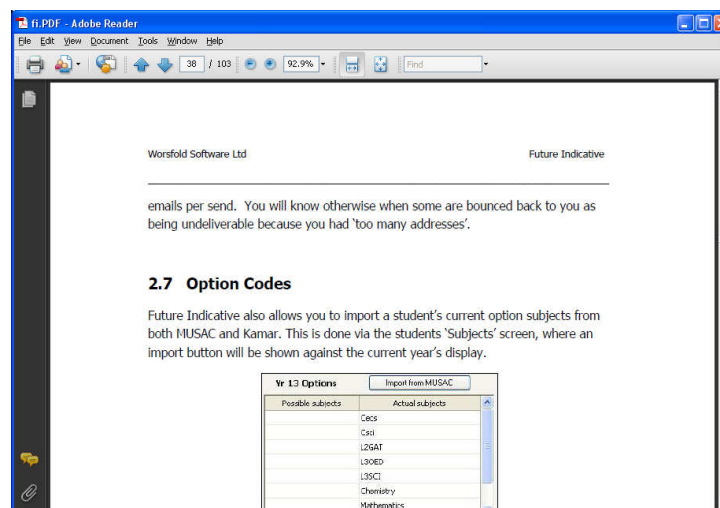 fi.PDF - Adobe Reader
File Edit View Document Tools Window Help
38 / 103 92.9% Find
Worsfold Software Ltd Future Indicative
emails per send. You will know otherwise when some are bounced back to you as
being undeliverable because you had 'too many addresses'.
2.7 Option Codes
Future Indicative also allows you to import a student's current option subjects from
both MUSAC and Kamar. This is done via the students 'Subjects' screen, where an
import button will be shown against the current year's display.
Yr 13 Options Import from MUSAC
Possible subjects Actual subjects
Cecs
Csci
L2GAT
L3OED
L3SCI
Chemistry
Mathematics